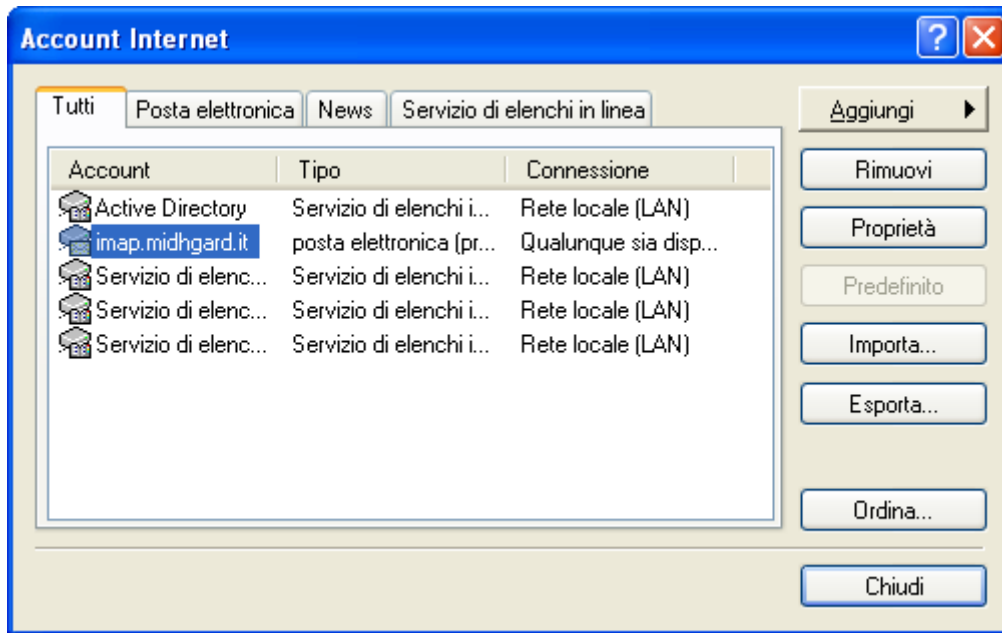 Account Internet
Tutti Posta elettronica News Servizio di elenchi in linea
Aggiungi
Account Tipo Connessione
Rimuovi
Active Directory Servizio di elenchi i... Rete locale (LAN)
imap.midhgard.it posta elettronica (pr... Qualunque sia disp...
Proprietà
Servizio di elenc... Servizio di elenchi i... Rete locale (LAN)
Predefinito
Servizio di elenc... Servizio di elenchi i... Rete locale (LAN)
Servizio di elenc... Servizio di elenchi i... Rete locale (LAN)
Importa...
Esporta...
Ordina...
Chiudi